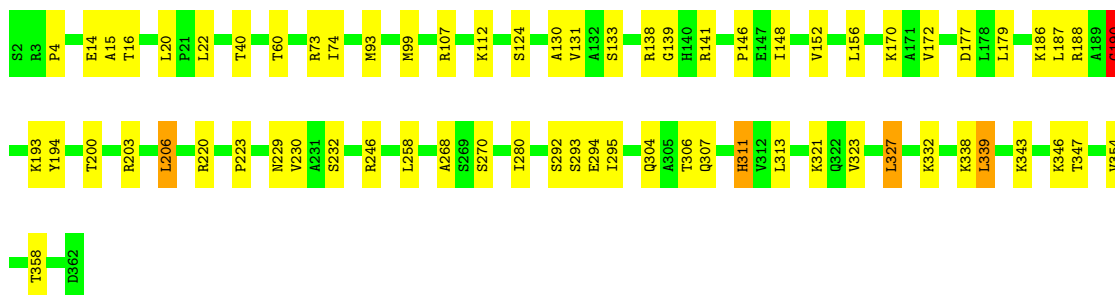 S2 R3 P4 E14 A15 T16 L20 P21 L22 T40 T60 R73 I74 M93 M99 R107 K112 S124 A130 V131 A132 S133 R138 G139 H140 R141 P146 E147 I148 V152 L156 K170 A171 V172 D177 L178 L179 K186 L187 R188 A189
K193 Y194 T200 R203 L206 R220 P223 N229 V230 A231 S232 R246 L258 A268 S269 S270 I280 S292 S293 E294 I295 Q304 A305 T306 Q307 H311 V312 L313 K321 Q322 V323 L327 K332 K338 L339 K343 K346 T347
T358 D362